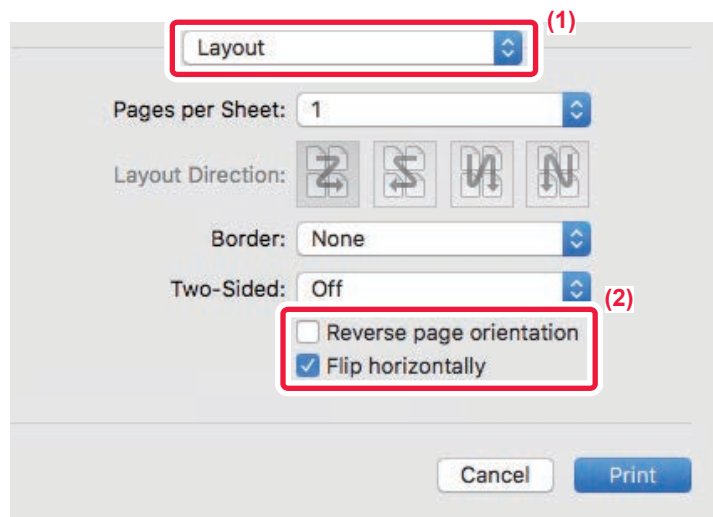 (1)
Layout
Pages per Sheet: 1
Layout Direction:
Border: None
Two-Sided: Off
(2)
Reverse page orientation
Flip horizontally
Cancel Print